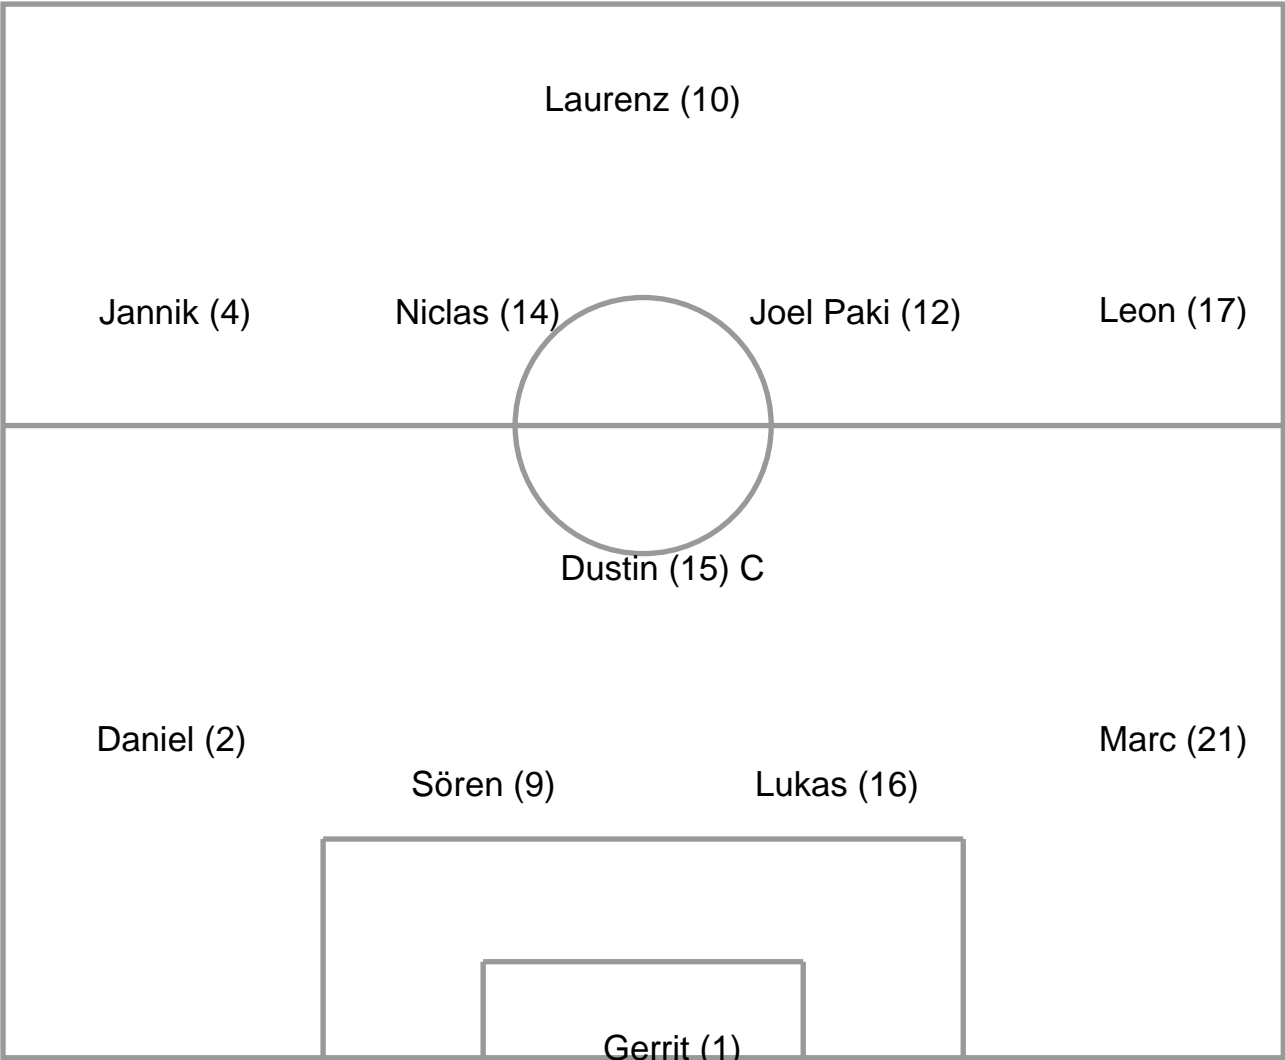 Laurenz (10)
Jannik (4) Niclas (14) Joel Paki (12) Leon (17)
Dustin (15) C
Daniel (2) Marc (21)
Sören (9) Lukas (16)
Gerrit (1)